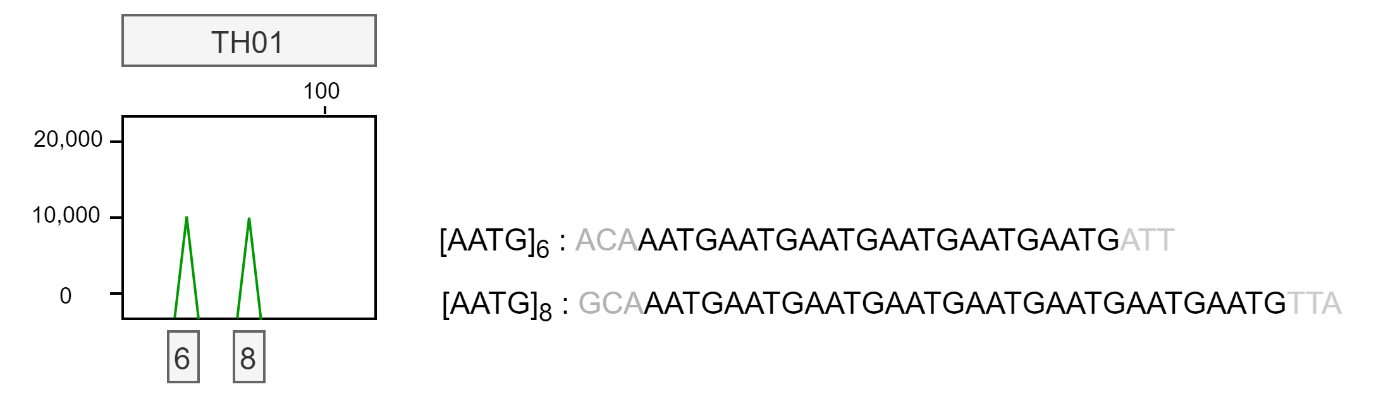 TH01
100
20,000
10,000
0
[AATG]6 : ACAAATGAATGAATGAATGAATGAATGATT
[AATG]8 : GCAAATGAATGAATGAATGAATGAATGAATGAATGTTA
6 8